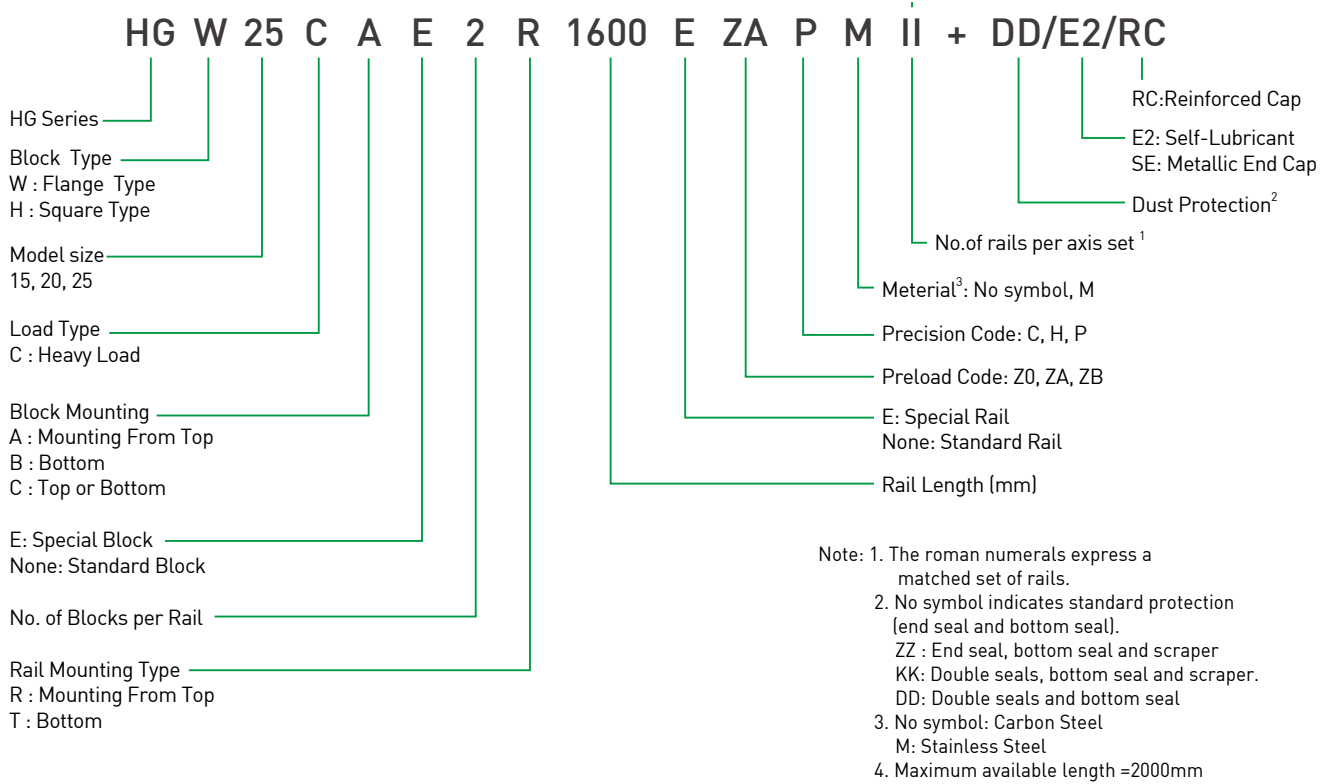 HG W 25 C A E 2 R 1600 E ZA P M II + DD/E2/RC
HG Series
Block Type
W : Flange Type
H : Square Type
Model size
15, 20, 25
Load Type
C : Heavy Load
Block Mounting
A : Mounting From Top
B : Bottom
C : Top or Bottom
E: Special Block
None: Standard Block
No. of Blocks per Rail
Rail Mounting Type
R : Mounting From Top
T : Bottom
RC:Reinforced Cap
E2: Self-Lubricant
SE: Metallic End Cap
Dust Protection2
No.of rails per axis set 1
Meterial3: No symbol, M
Precision Code: C, H, P
Preload Code: Z0, ZA, ZB
E: Special Rail
None: Standard Rail
Rail Length (mm)
Note: 1. The roman numerals express a
matched set of rails.
2. No symbol indicates standard protection
(end seal and bottom seal).
ZZ : End seal, bottom seal and scraper
KK: Double seals, bottom seal and scraper.
DD: Double seals and bottom seal
3. No symbol: Carbon Steel
M: Stainless Steel
4. Maximum available length =2000mm